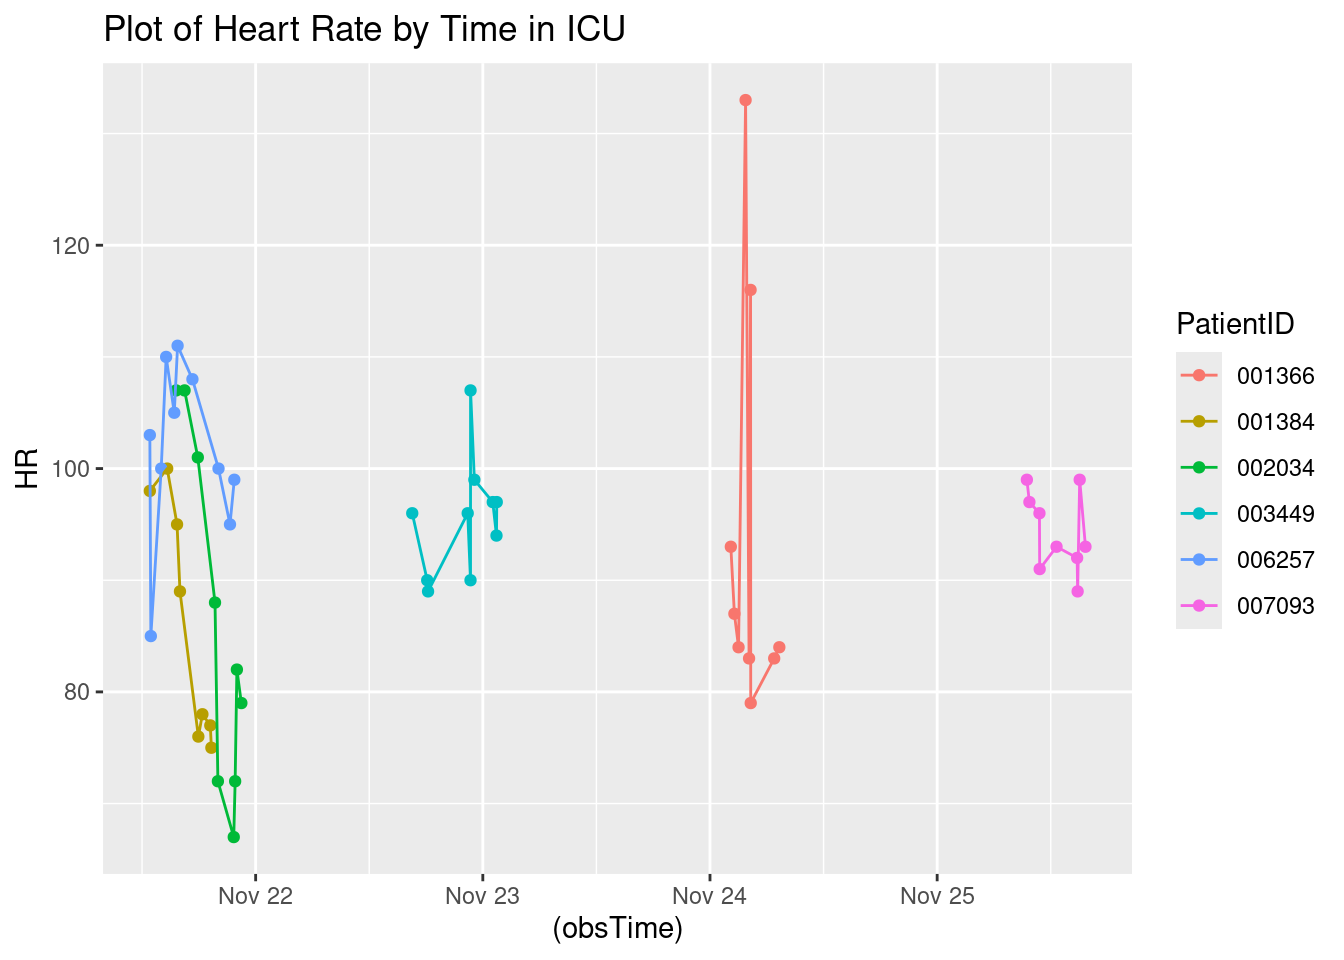 Plot of Heart Rate by Time in ICU
HR
120
100
80
Nov 22 Nov 23 Nov 24 Nov 25
(obsTime)
PatientID
001366
001384
002034
003449
006257
007093